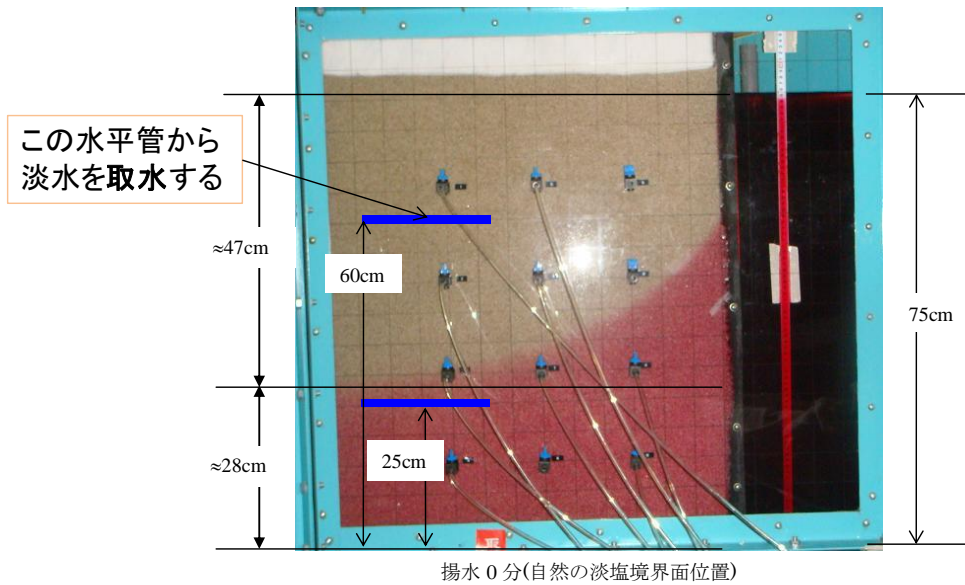 この水平管から
淡水を取水する
≈47cm
60cm
75cm
≈28cm
25cm
揚水 0 分(自然の淡塩境界面位置)